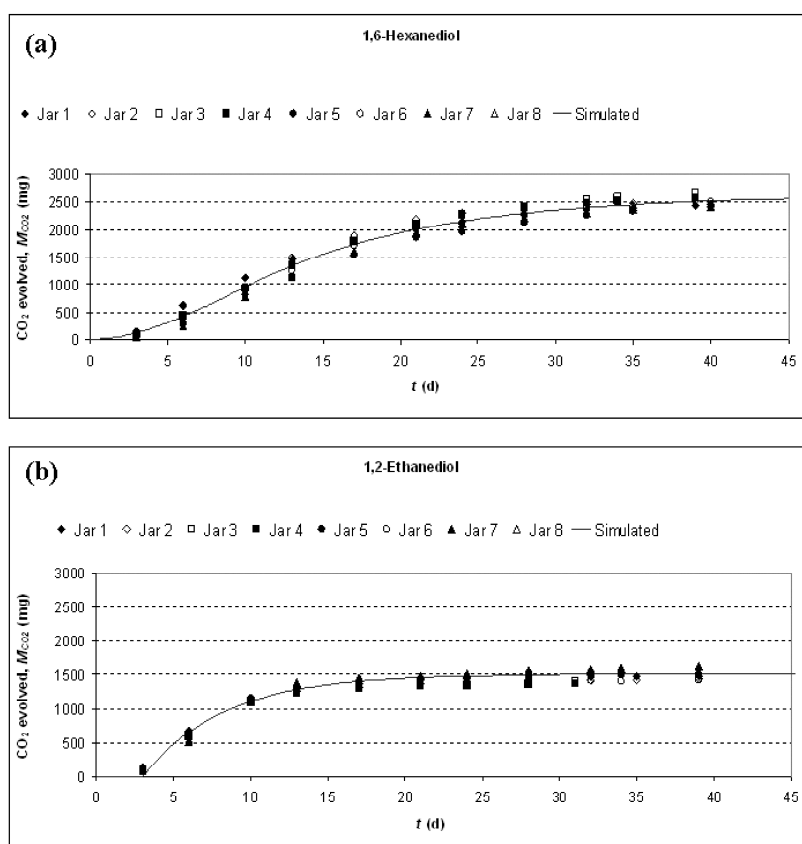 (a)
1,6-Hexanediol
Jar 1 Jar 2 Jar 3 Jar 4 Jar 5 Jar 6 Jar 7 Jar 8 Simulated
CO₂ evolved, M_CO2 (mg)
3000
2500
2000
1500
1000
500
0
0 5 10 15 20 25 30 35 40 45
t (d)
(b)
1,2-Ethanediol
Jar 1 Jar 2 Jar 3 Jar 4 Jar 5 Jar 6 Jar 7 Jar 8 Simulated
CO₂ evolved, M_CO2 (mg)
3000
2500
2000
1500
1000
500
0
0 5 10 15 20 25 30 35 40 45
t (d)